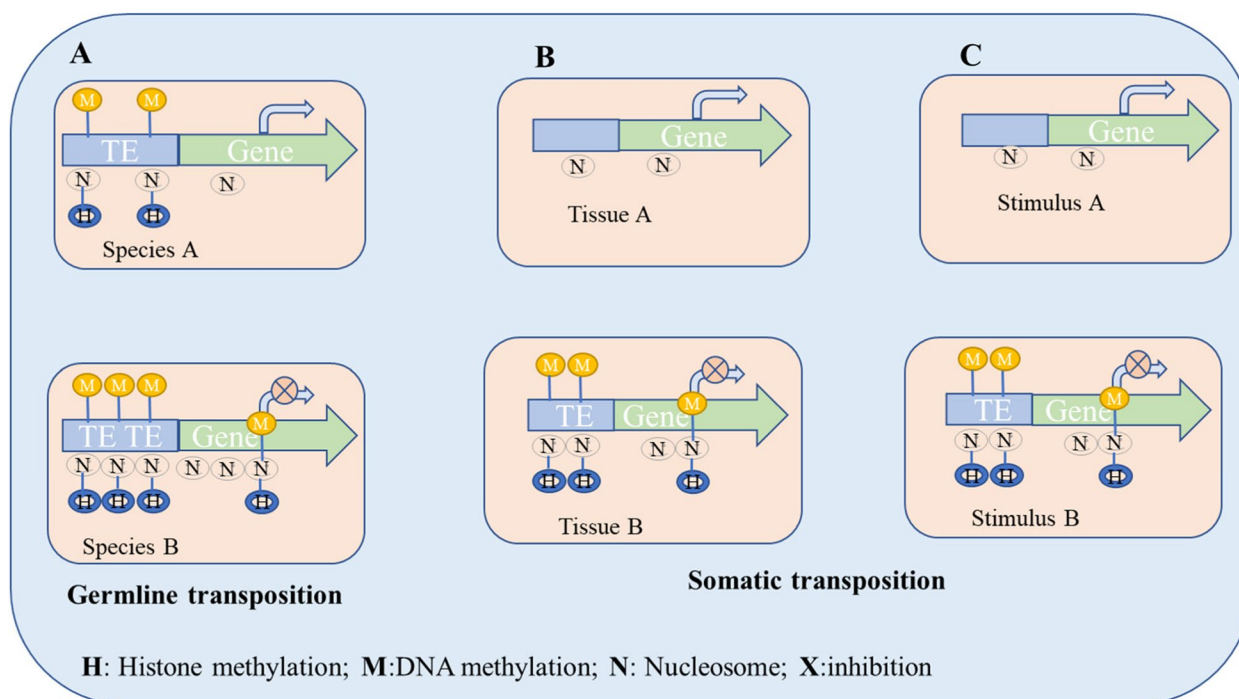 A
B
C
M M
TE Gene
N N N
H H
Species A
Gene
N N
Tissue A
Gene
N N
Stimulus A
M M M X
M
TE TE Gene
N N N N N N
H H H H
Species B
M M X
M
TE Gene
N N N N
H H H
Tissue B
M M X
M
TE Gene
N N N N
H H H
Stimulus B
Germline transposition
Somatic transposition
H: Histone methylation; M:DNA methylation; N: Nucleosome; X:inhibition